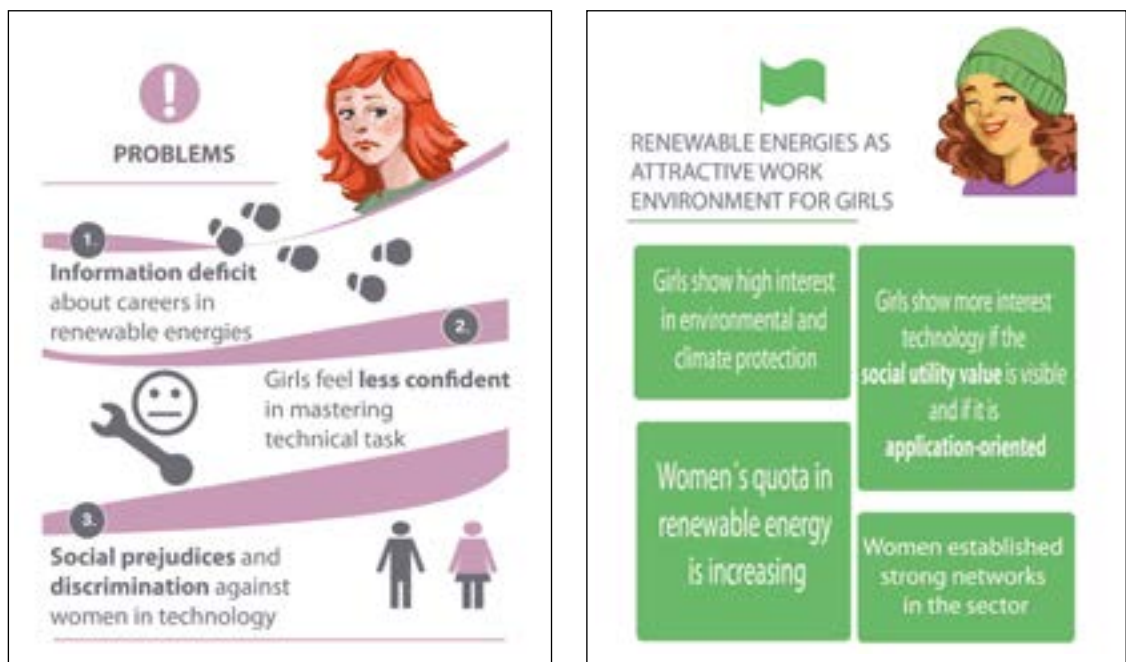 !
PROBLEMS
1.
Information deficit
about careers in
renewable energies
2.
Girls feel less confident
in mastering
technical task
3.
Social prejudices and
discrimination against
women in technology
RENEWABLE ENERGIES AS
ATTRACTIVE WORK
ENVIRONMENT FOR GIRLS
Girls show high interest
in environmental and
climate protection
Girls show more interest
technology if the
social utility value is visible
and if it is
application-oriented
Women´s quota in
renewable energy
is increasing
Women established
strong networks
in the sector